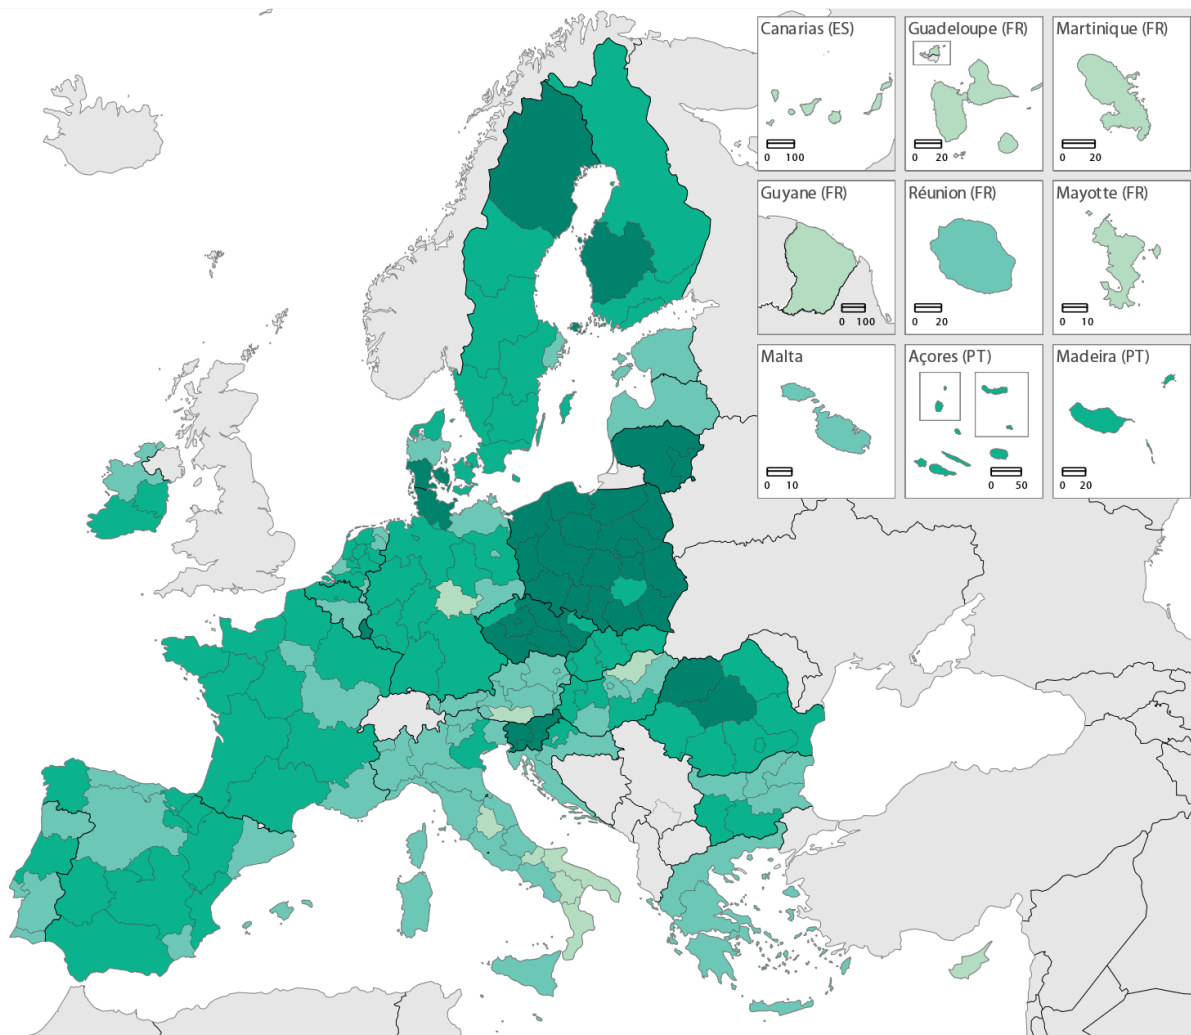 Canarias (ES)
0 100
Guadeloupe (FR)
0 20
Martinique (FR)
0 20
Guyane (FR)
0 100
Réunion (FR)
0 20
Mayotte (FR)
0 10
Malta
0 10
Açores (PT)
0 50
Madeira (PT)
0 20